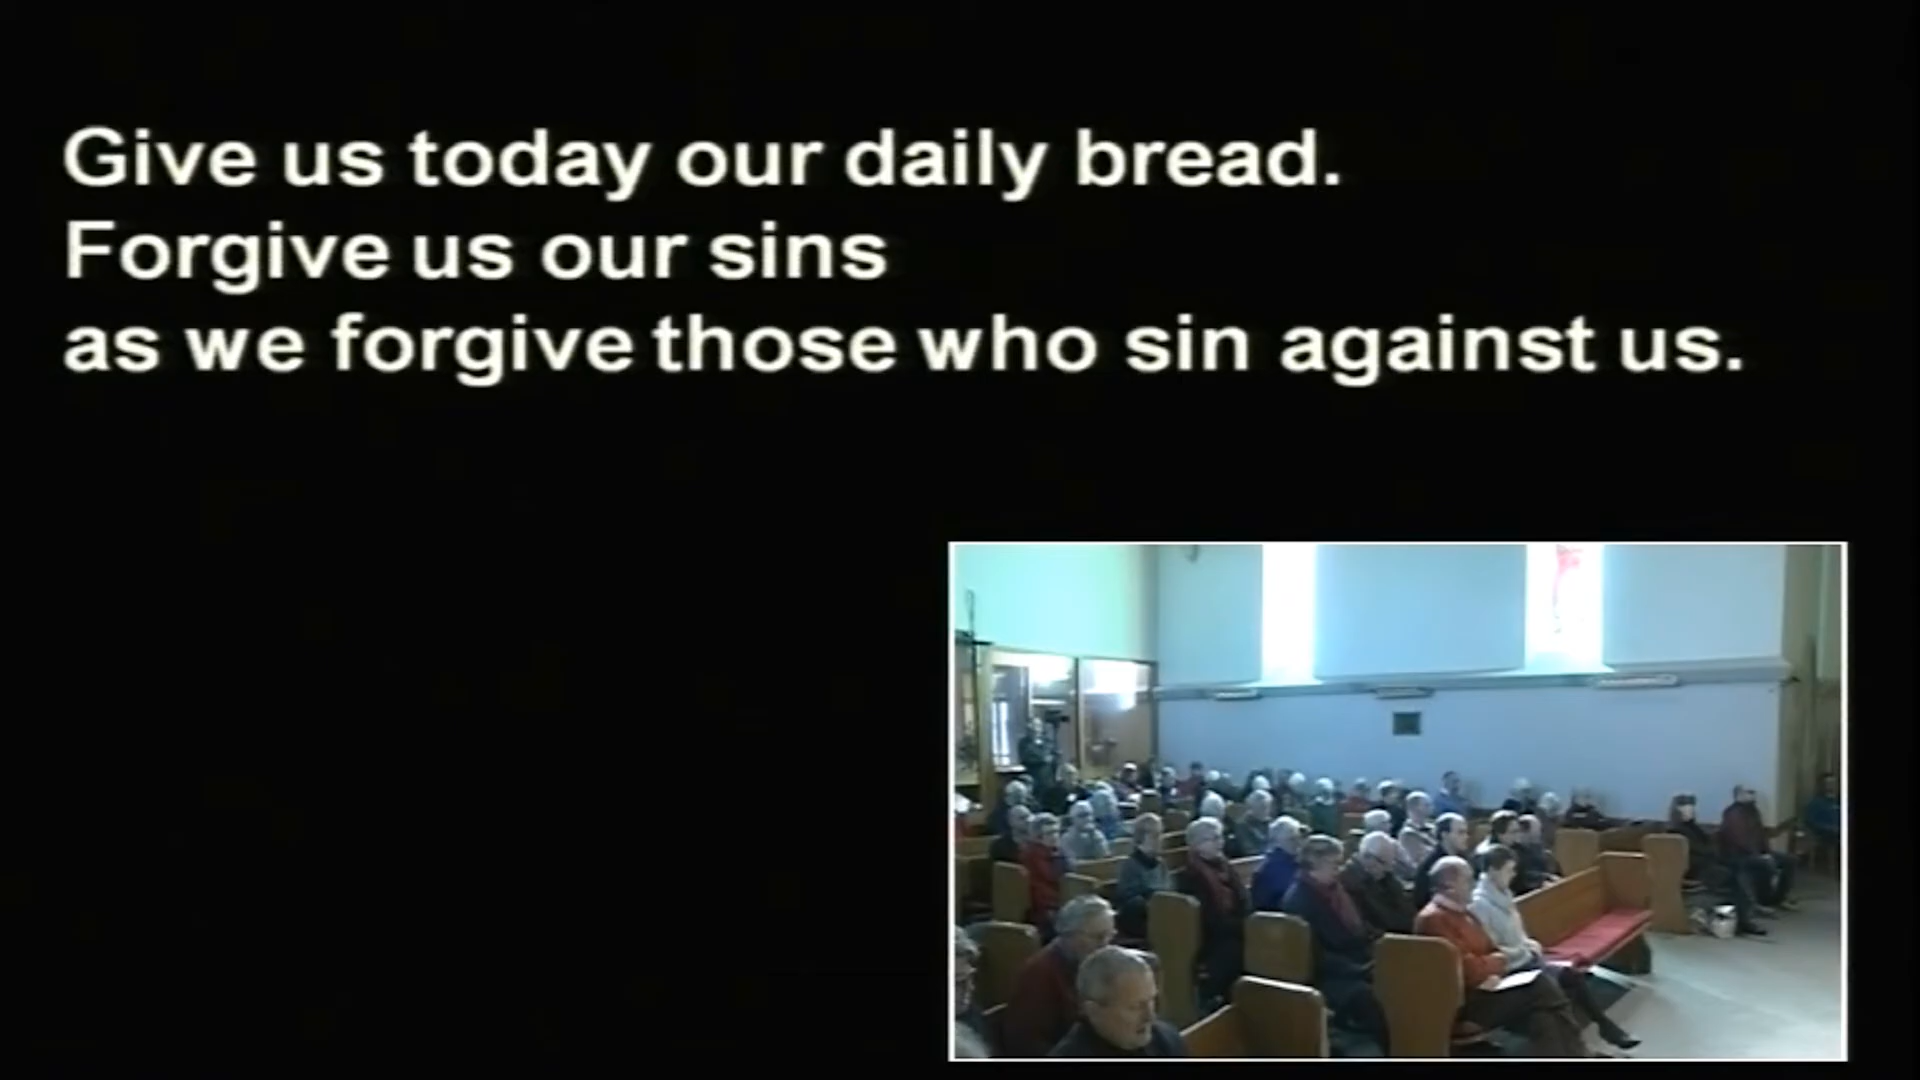 Give us today our daily bread.
Forgive us our sins
as we forgive those who sin against us.